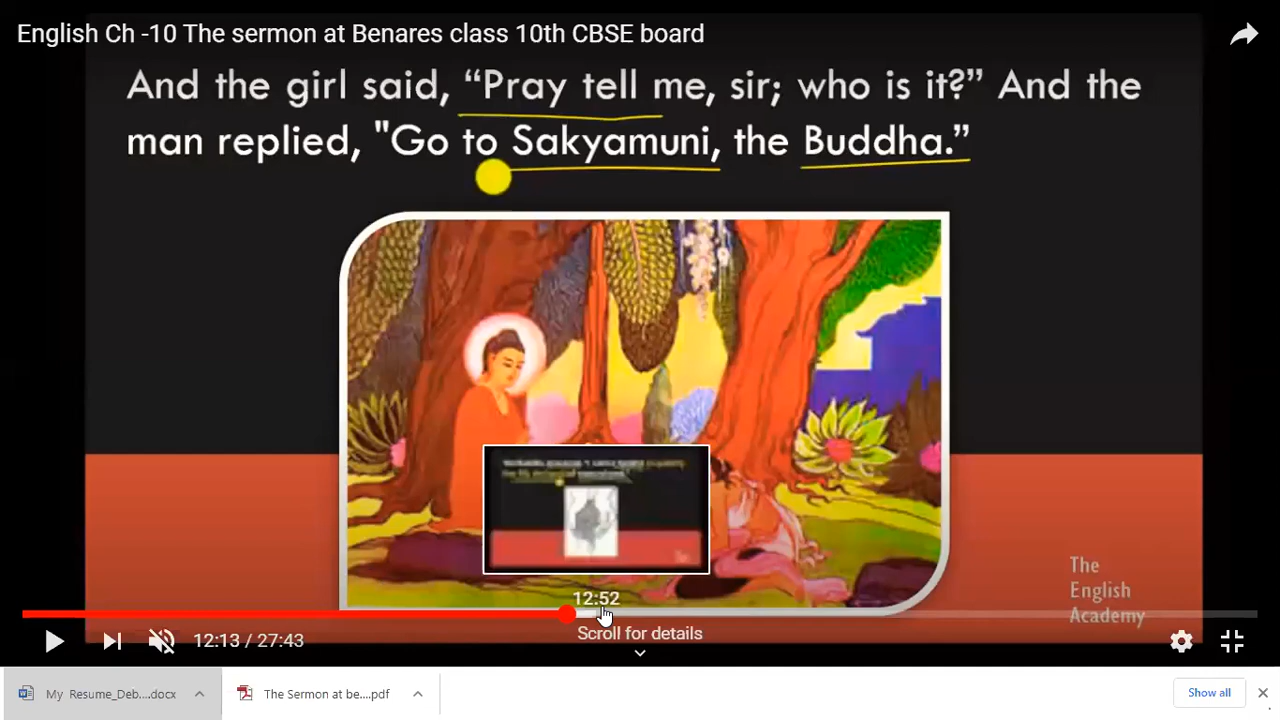 English Ch -10 The sermon at Benares class 10th CBSE board
And the girl said, “Pray tell me, sir; who is it?” And the
man replied, "Go to Sakyamuni, the Buddha.”
The
English
Academy
12:52
12:13 / 27:43
Scroll for details
My Resume_Deb....docx
The Sermon at be....pdf
Show all